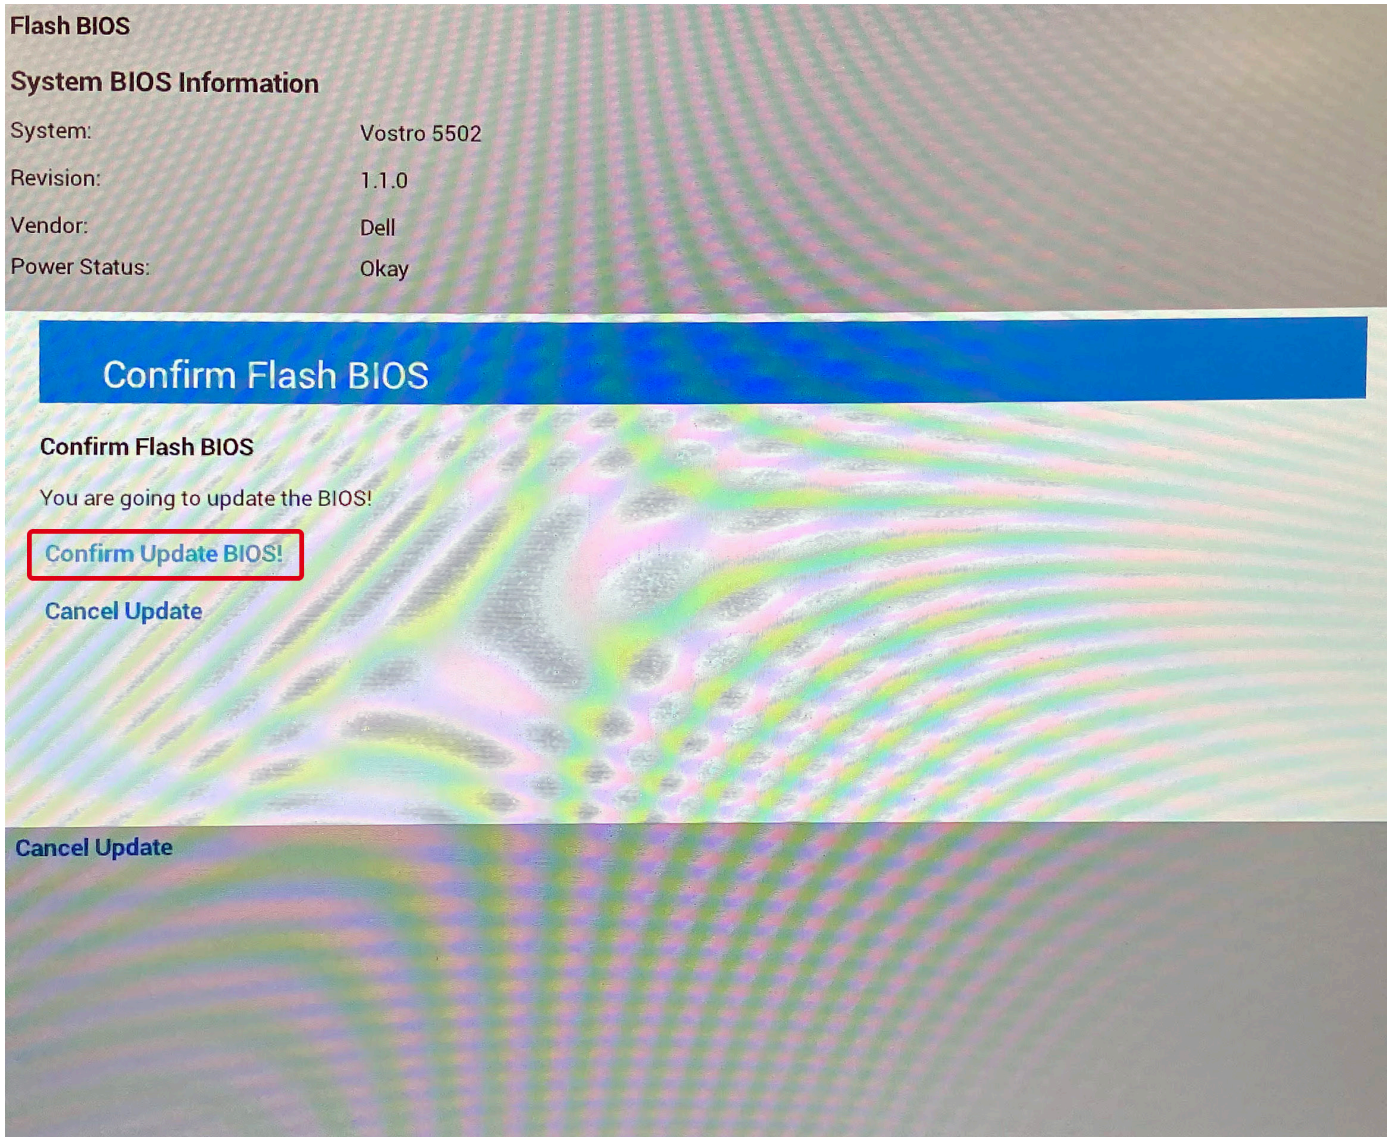 Flash BIOS
System BIOS Information
System: Vostro 5502
Revision: 1.1.0
Vendor: Dell
Power Status: Okay
Confirm Flash BIOS
Confirm Flash BIOS
You are going to update the BIOS!
Confirm Update BIOS!
Cancel Update
Cancel Update